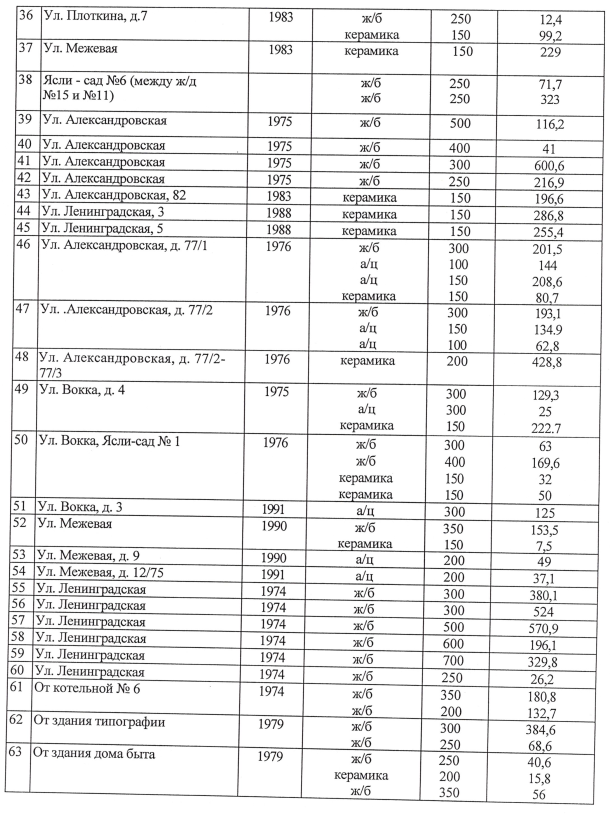 36 Ул. Плоткина, д.7 1983 ж/б 250 12,4
керамика 150 99,2
37 Ул. Межевая 1983 керамика 150 229
38 Ясли - сад №6 (между ж/д ж/б 250 71,7
№15 и №11) ж/б 250 323
39 Ул. Александровская 1975 ж/б 500 116,2
40 Ул. Александровская 1975 ж/б 400 41
41 Ул. Александровская 1975 ж/б 300 600,6
42 Ул. Александровская 1975 ж/б 250 216,9
43 Ул. Александровская, 82 1983 керамика 150 196,6
44 Ул. Ленинградская, 3 1988 керамика 150 286,8
45 Ул. Ленинградская, 5 1988 керамика 150 255,4
46 Ул. Александровская, д. 77/1 1976 ж/б 300 201,5
а/ц 100 144
а/ц 150 208,6
керамика 150 80,7
47 Ул. .Александровская, д. 77/2 1976 ж/б 300 193,1
а/ц 150 134.9
а/ц 100 62,8
48 Ул. Александровская, д. 77/2- 1976 керамика 200 428,8
77/3
49 Ул. Вокка, д. 4 1975 ж/б 300 129,3
а/ц 300 25
керамика 150 222.7
50 Ул. Вокка, Ясли-сад № 1 1976 ж/б 300 63
ж/б 400 169,6
керамика 150 32
керамика 150 50
51 Ул. Вокка, д. 3 1991 а/ц 300 125
52 Ул. Межевая 1990 ж/б 350 153,5
керамика 150 7,5
53 Ул. Межевая, д. 9 1990 а/ц 200 49
54 Ул. Межевая, д. 12/75 1991 а/ц 200 37,1
55 Ул. Ленинградская 1974 ж/б 300 380,1
56 Ул. Ленинградская 1974 ж/б 300 524
57 Ул. Ленинградская 1974 ж/б 500 570,9
58 Ул. Ленинградская 1974 ж/б 600 196,1
59 Ул. Ленинградская 1974 ж/б 700 329,8
60 Ул. Ленинградская 1974 ж/б 250 26,2
61 От котельной № 6 1974 ж/б 350 180,8
ж/б 200 132,7
62 От здания типографии 1979 ж/б 300 384,6
ж/б 250 68,6
63 От здания дома быта 1979 ж/б 250 40,6
керамика 200 15,8
ж/б 350 56